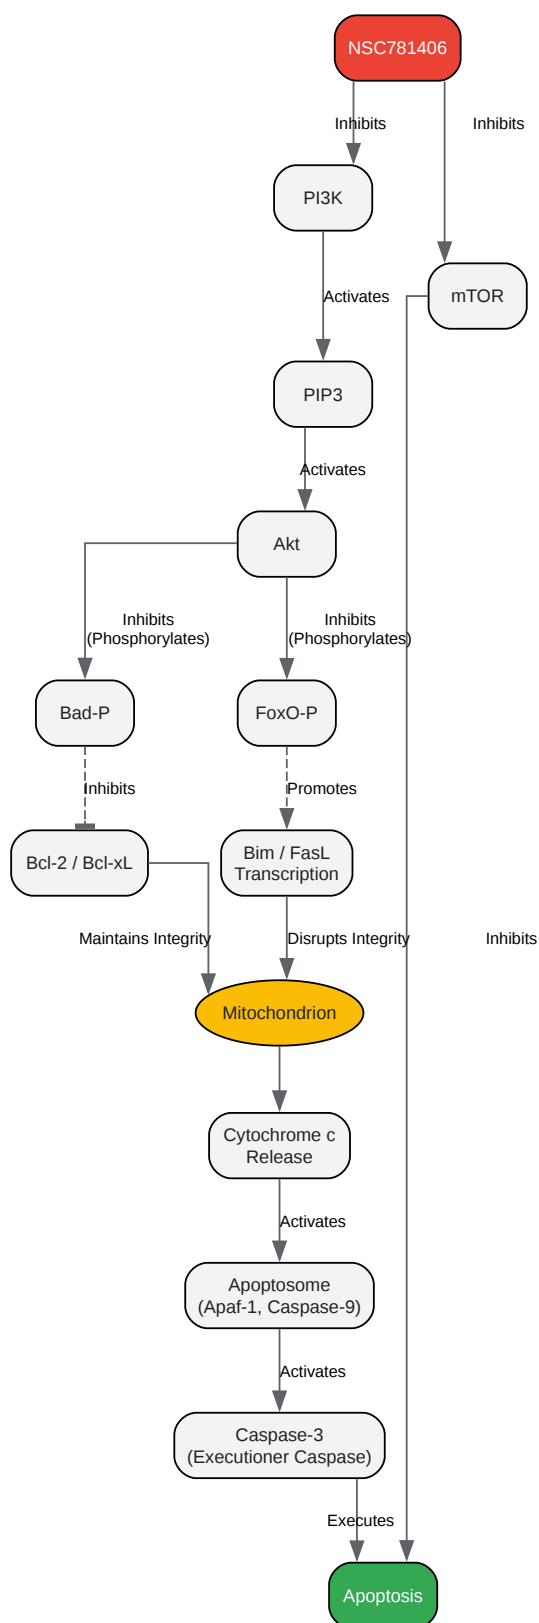 NSC781406
Inhibits
Inhibits
PI3K
mTOR
Activates
PIP3
Activates
Akt
Inhibits
(Phosphorylates)
Inhibits
(Phosphorylates)
Bad-P
FoxO-P
Inhibits
Promotes
Bcl-2 / Bcl-xL
Bim / FasL
Transcription
Maintains Integrity
Disrupts Integrity
Inhibits
Mitochondrion
Cytochrome c
Release
Activates
Apoptosome
(Apaf-1, Caspase-9)
Activates
Caspase-3
(Executioner Caspase)
Executes
Apoptosis